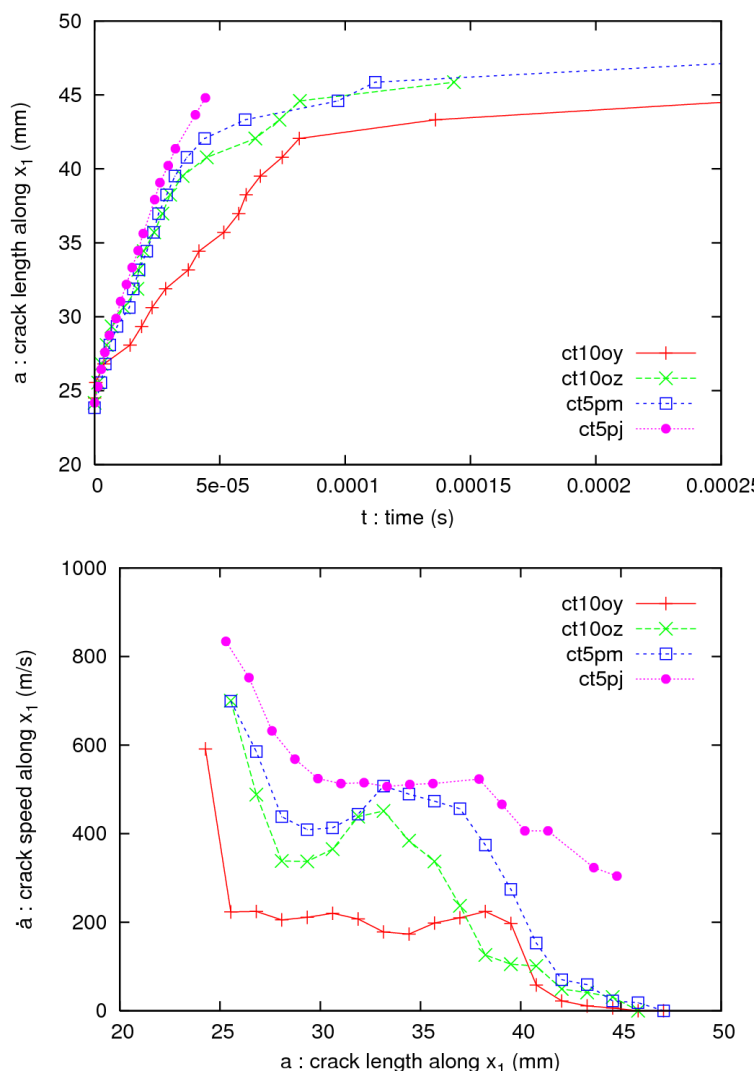 50
45
40
35
30
25
20
a : crack length along x1 (mm)
ct10oy
ct10oz
ct5pm
ct5pj
0
5e-05
0.0001
0.00015
0.0002
0.00025
t : time (s)
1000
800
600
400
200
0
ȧ : crack speed along x1 (m/s)
ct10oy
ct10oz
ct5pm
ct5pj
20
25
30
35
40
45
50
a : crack length along x1 (mm)